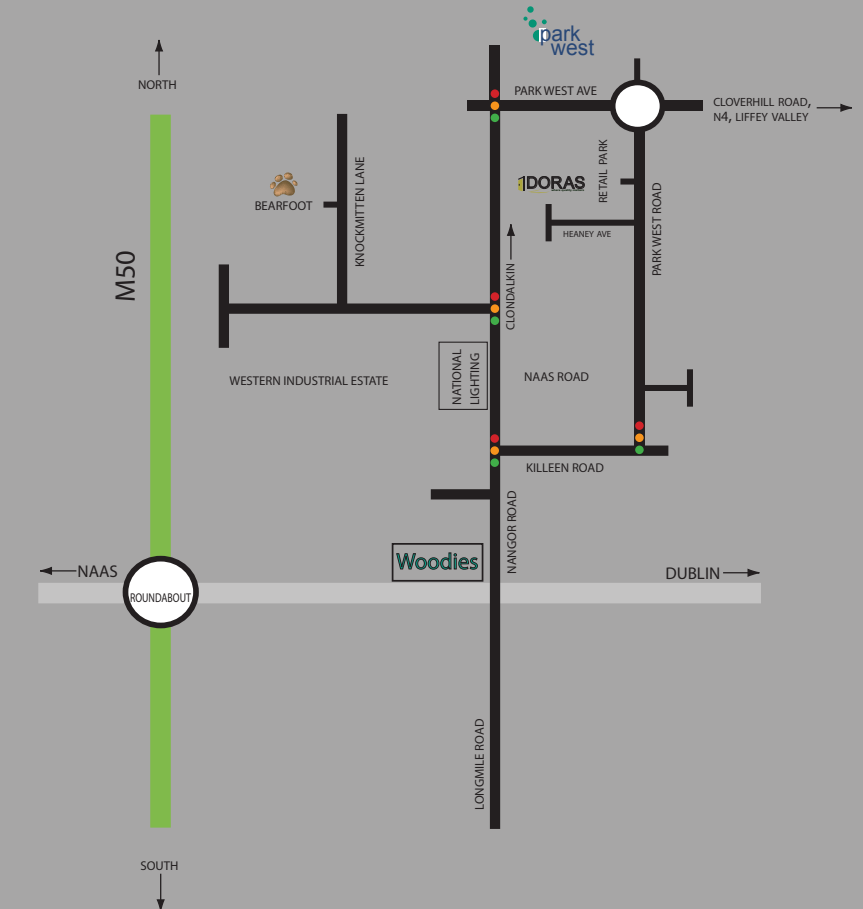 park
west
NORTH
PARK WEST AVE
CLOVERHILL ROAD,
N4, LIFFEY VALLEY
KNOCKMITTEN LANE
BEARFOOT
DORAS
RETAIL PARK
PARK WEST ROAD
HEANEY AVE
M50
CLONDALKIN
NATIONAL
LIGHTING
WESTERN INDUSTRIAL ESTATE
NAAS ROAD
KILLEEN ROAD
NANGOR ROAD
Woodies
NAAS
DUBLIN
ROUNDABOUT
LONGMILE ROAD
SOUTH